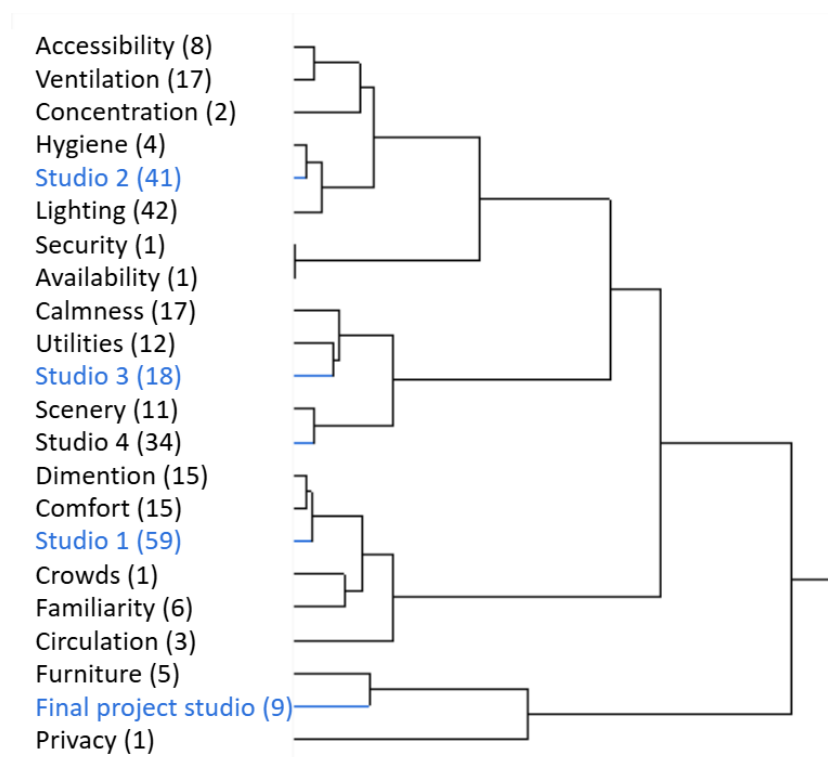 Accessibility (8)
Ventilation (17)
Concentration (2)
Hygiene (4)
Studio 2 (41)
Lighting (42)
Security (1)
Availability (1)
Calmness (17)
Utilities (12)
Studio 3 (18)
Scenery (11)
Studio 4 (34)
Dimention (15)
Comfort (15)
Studio 1 (59)
Crowds (1)
Familiarity (6)
Circulation (3)
Furniture (5)
Final project studio (9)
Privacy (1)